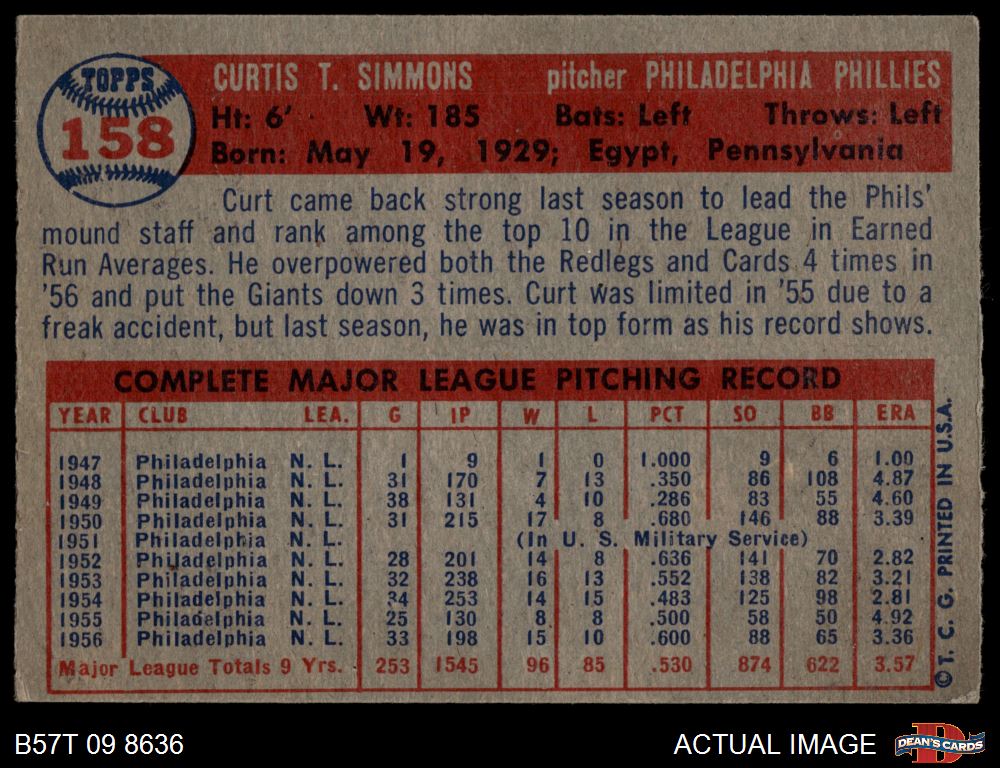 TOPPS
158
CURTIS T. SIMMONS pitcher PHILADELPHIA PHILLIES
Ht: 6' Wt: 185 Bats: Left Throws: Left
Born: May 19, 1929; Egypt, Pennsylvania
Curt came back strong last season to lead the Phils'
mound staff and rank among the top 10 in the League in Earned
Run Averages. He overpowered both the Redlegs and Cards 4 times in
'56 and put the Giants down 3 times. Curt was limited in '55 due to a
freak accident, but last season, he was in top form as his record shows.
COMPLETE MAJOR LEAGUE PITCHING RECORD
YEAR CLUB LEA. G IP W L PCT SO BB ERA
1947 Philadelphia N. L. 1 9 1 0 1.000 9 6 1.00
1948 Philadelphia N. L. 31 170 7 13 .350 86 108 4.87
1949 Philadelphia N. L. 38 131 4 10 .286 83 55 4.60
1950 Philadelphia N. L. 31 215 17 8 .680 146 88 3.39
1951 Philadelphia N. L. (In U. S. Military Service)
1952 Philadelphia N. L. 28 201 14 8 .636 141 70 2.82
1953 Philadelphia N. L. 32 238 16 13 .552 138 82 3.21
1954 Philadelphia N. L. 34 253 14 15 .483 125 98 2.81
1955 Philadelphia N. L. 25 130 8 8 .500 58 50 4.92
1956 Philadelphia N. L. 33 198 15 10 .600 88 65 3.36
Major League Totals 9 Yrs. 253 1545 96 85 .530 874 622 3.57
©T. C. G. PRINTED IN U.S.A.
B57T 09 8636
ACTUAL IMAGE
DEAN'S CARDS